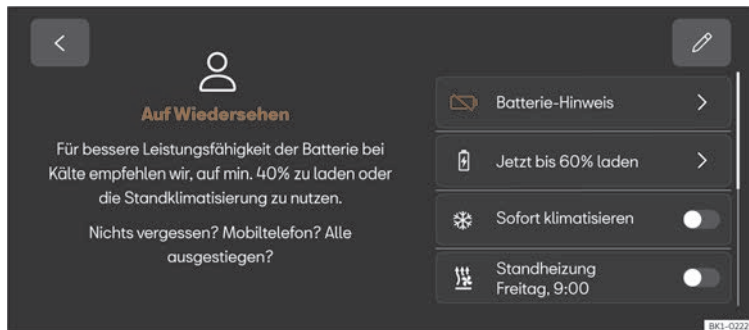 Auf Wiedersehen
Für bessere Leistungsfähigkeit der Batterie bei
Kälte empfehlen wir, auf min. 40% zu laden oder
die Standklimatisierung zu nutzen.
Nichts vergessen? Mobiltelefon? Alle
ausgestiegen?
Batterie-Hinweis
Jetzt bis 60% laden
Sofort klimatisieren
Standheizung
Freitag, 9:00
BK1-0222